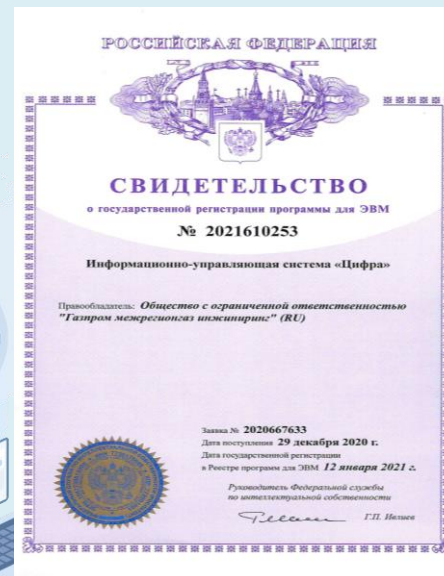 РОССИЙСКАЯ ФЕДЕРАЦИЯ
СВИДЕТЕЛЬСТВО
о государственной регистрации программы для ЭВМ
№ 2021610253
Информационно-управляющая система «Цифра»
Правообладатель: Общество с ограниченной ответственностью
"Газпром межрегионгаз инжиниринг" (RU)
Заявка № 2020667633
Дата поступления 29 декабря 2020 г.
Дата государственной регистрации
в Реестре программ для ЭВМ 12 января 2021 г.
Руководитель Федеральной службы
по интеллектуальной собственности
Г.П. Ивлиев